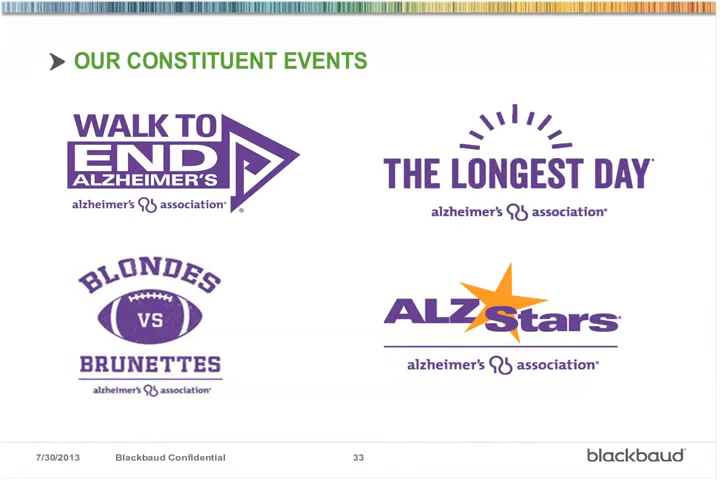 OUR CONSTITUENT EVENTS
WALK TO
END
ALZHEIMER'S
alzheimer's association®
®
THE LONGEST DAY
alzheimer's association®
BLONDES
VS
BRUNETTES
alzheimer's association®
ALZ Stars®
alzheimer's association®
7/30/2013 Blackbaud Confidential 33 blackbaud®